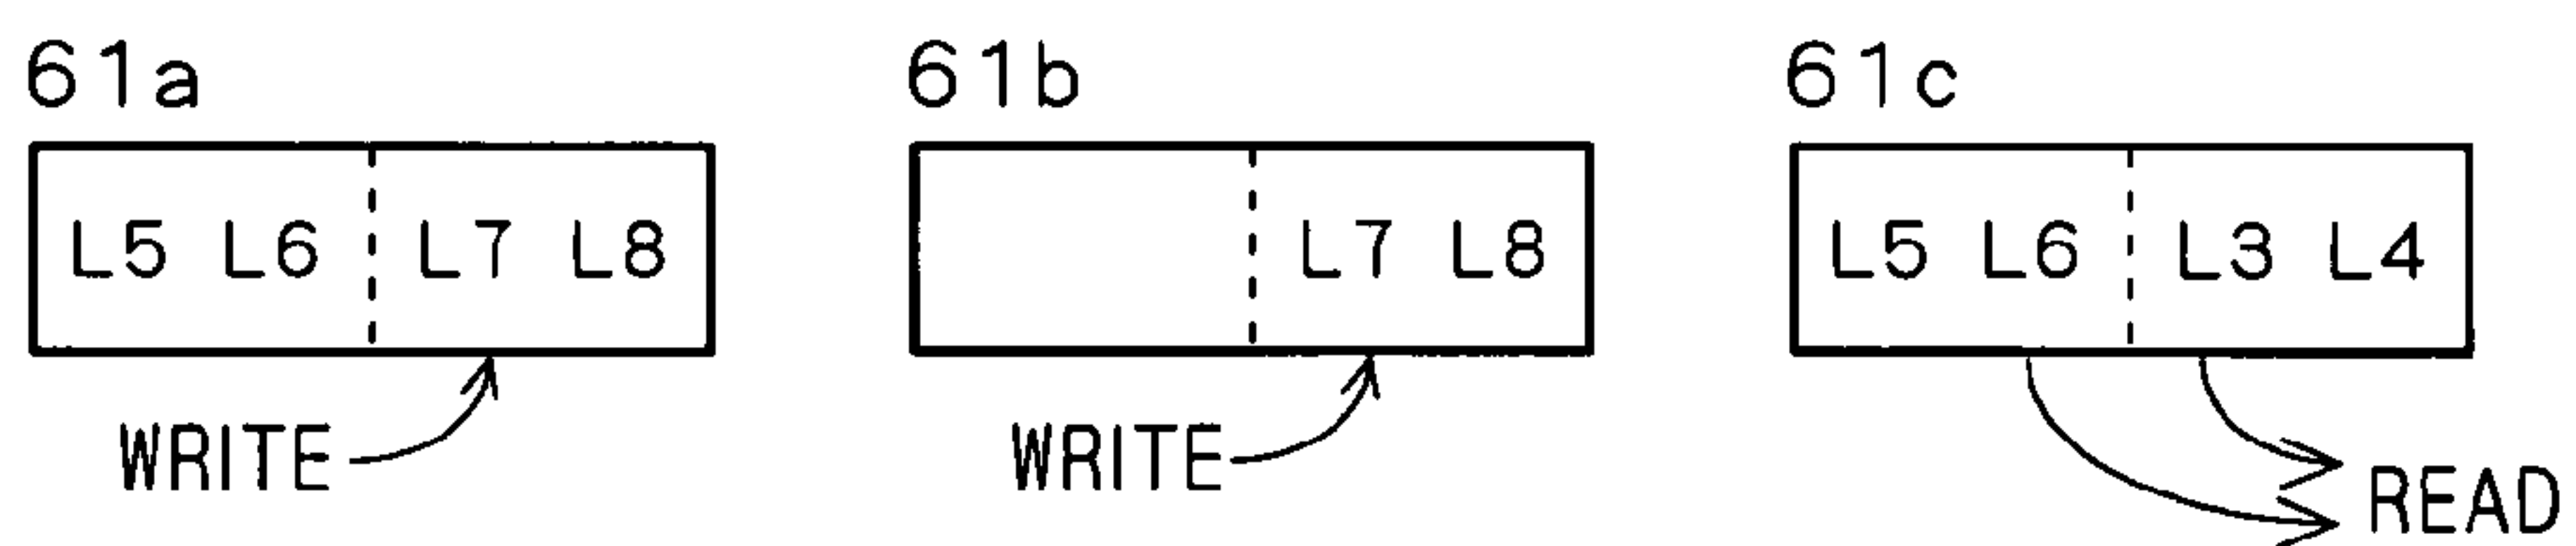 61a 61b 61c
L5 L6 L7 L8 L7 L8 L5 L6 L3 L4
WRITE WRITE READ